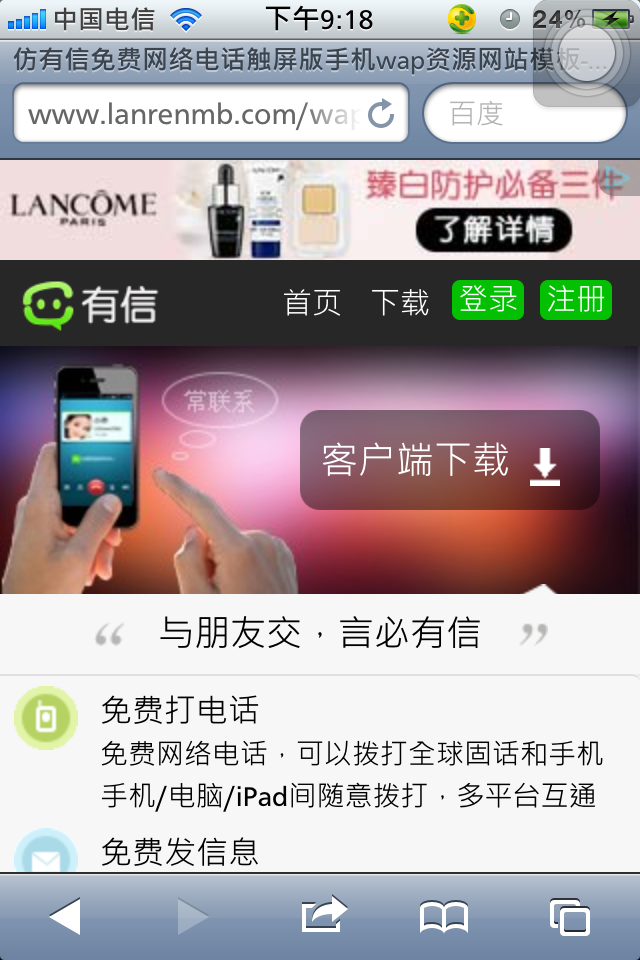 中国电信
下午9:18
24%
仿有信免费网络电话触屏版手机wap资源网站模板-...
www.lanrenmb.com/wap
百度
LANCÔME
PARIS
臻白防护必备三件
了解详情
有信
首页
下载
登录
注册
常联系
客户端下载
“ 与朋友交，言必有信 ”
免费打电话
免费网络电话，可以拨打全球固话和手机
手机/电脑/iPad间随意拨打，多平台互通
免费发信息